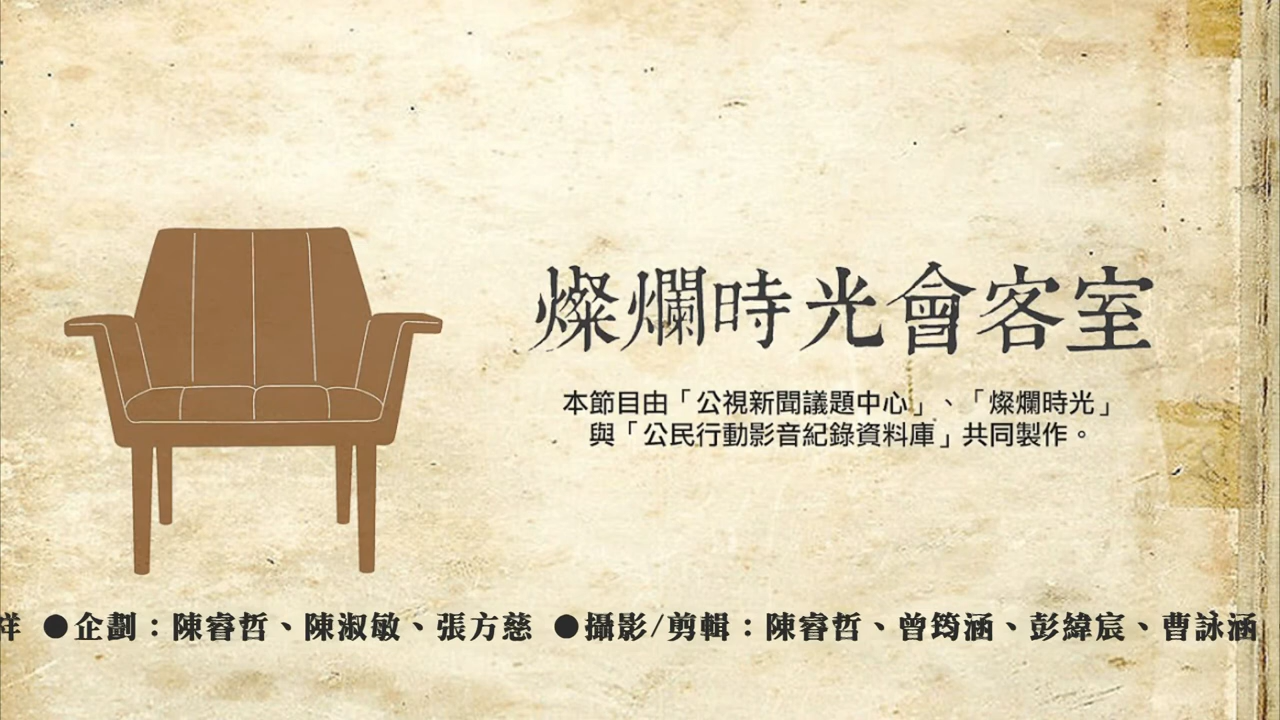 燦爛時光會客室
本節目由「公視新聞議題中心」、「燦爛時光」
與「公民行動影音紀錄資料庫」共同製作。
祥 ●企劃：陳睿哲、陳淑敏、張方慈 ●攝影/剪輯：陳睿哲、曾筠涵、彭緯宸、曹詠涵